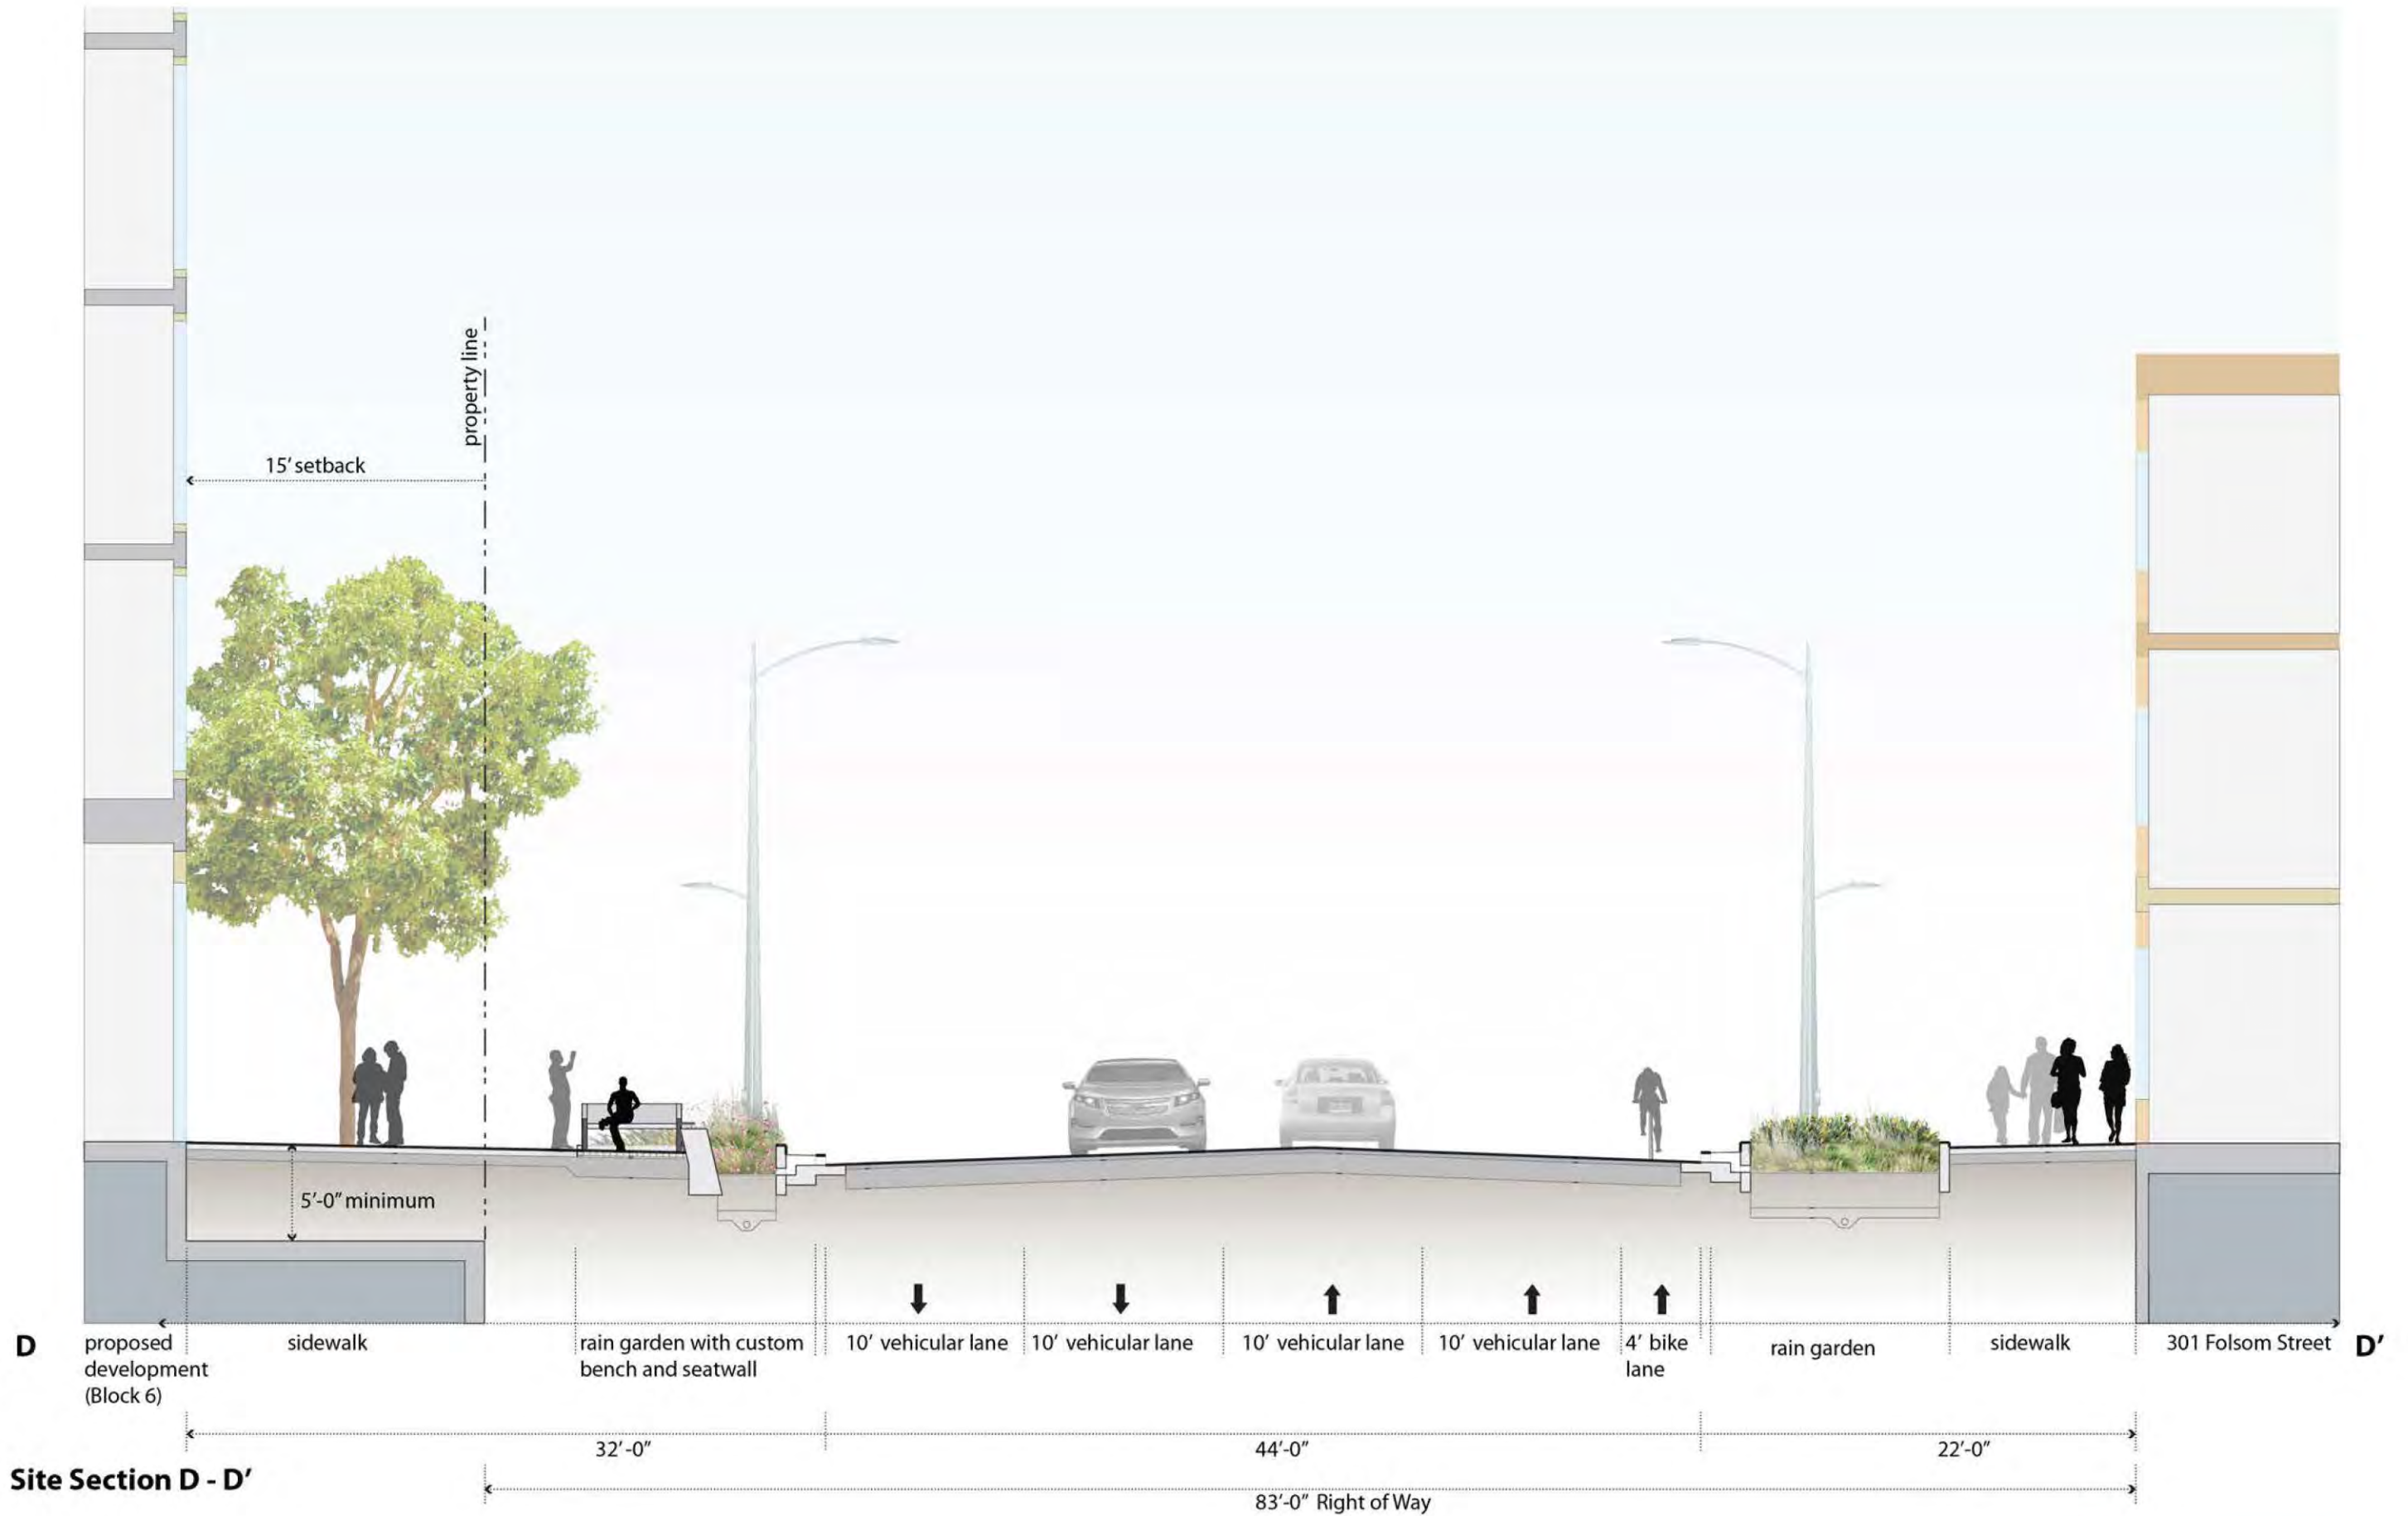 property line
15' setback
5'-0" minimum
D
proposed
development
(Block 6)
sidewalk
rain garden with custom
bench and seatwall
10' vehicular lane
10' vehicular lane
10' vehicular lane
10' vehicular lane
4' bike
lane
rain garden
sidewalk
301 Folsom Street
D'
32'-0"
44'-0"
22'-0"
Site Section D - D'
83'-0" Right of Way